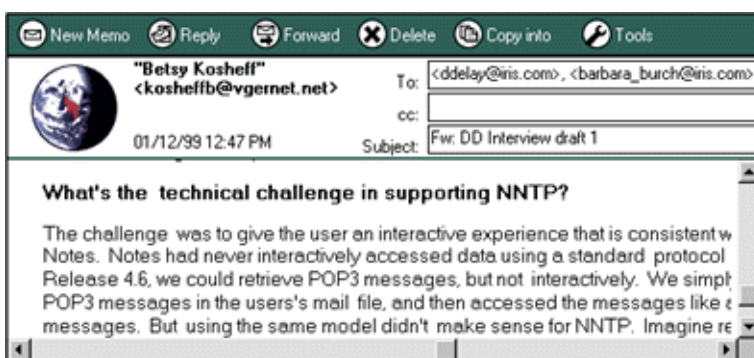 New Memo Reply Forward Delete Copy into Tools
"Betsy Kosheff"
<kosheffb@vgernet.net>
01/12/99 12:47 PM
To: <ddelay@iris.com>, <barbara_burch@iris.com>
cc:
Subject: Fw: DD Interview draft 1
What's the technical challenge in supporting NNTP?
The challenge was to give the user an interactive experience that is consistent w
Notes. Notes had never interactively accessed data using a standard protocol
Release 4.6, we could retrieve POP3 messages, but not interactively. We simpl
POP3 messages in the users's mail file, and then accessed the messages like
messages. But using the same model didn't make sense for NNTP. Imagine re